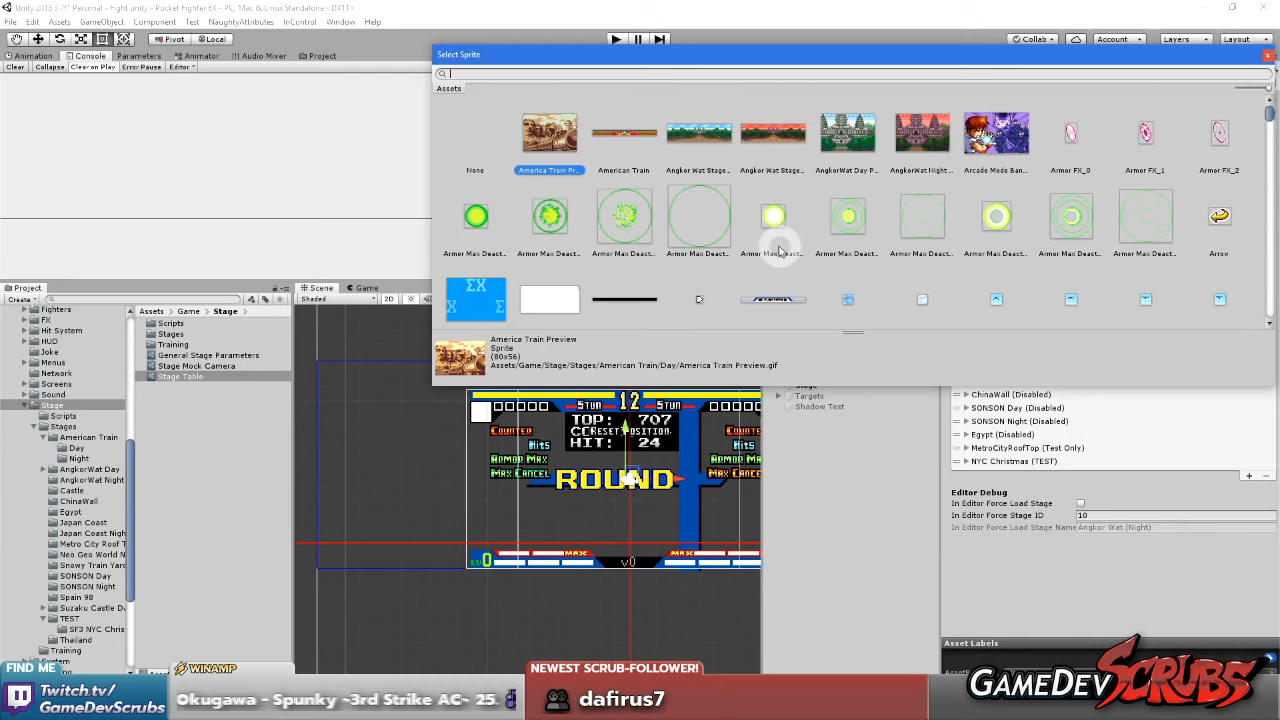 Unity 2018.3.7f1 Personal - Fight.unity - Pocket Fighter EX - PC, Mac & Linux Standalone <DX11>
File Edit Assets GameObject Component Test NaughtyAttributes InControl Window Help
Pivot Local Collab Account Layers Layout
Animation Console Parameters Animator Audio Mixer Project
Clear Collapse Clear on Play Error Pause Editor
Select Sprite
Assets
None America Train Pr... American Train Angkor Wat Stage... Angkor Wat Stage... AngkorWat Day P... AngkorWat Night ... Arcade Mode Ban... Armor FX_0 Armor FX_1 Armor FX_2
Armor Max Deact... Armor Max Deact... Armor Max Deact... Armor Max Deact... Armor Max Deact... Armor Max Deact... Armor Max Deact... Armor Max Deact... Armor Max Deact... Armor Max Deact... Arrow
America Train Preview
Sprite
(80x56)
Assets/Game/Stage/Stages/American Train/Day/America Train Preview.gif
Project
Create
Fighters
FX
Hit System
HUD
Joke
Menus
Network
Screens
Sound
Stage
Scripts
Stages
American Train
Day
Night
AngkorWat Day
AngkorWat Night
Castle
ChinaWall
Egypt
Japan Coast
Japan Coast Night
Metro City Roof T
Neo Geo World N
Snowy Train Yard
SONSON Day
SONSON Night
Spain 98
Suzaku Castle Da
TEST
SF3 NYC Chris
Thailand
Training
System
Assets Game Stage
Scripts
Stages
Training
General Stage Parameters
Stage Mock Camera
Stage Table
Scene Game
Shaded 2D
12
STUN STUN
TOP: 707
RESET POSITION
HIT: 24
COUNTER
Hits
ARMOR MAX
MAX CANCEL
ROUND
MAX MAX
v0
Stage
Targets
Shadow Test
ChinaWall (Disabled)
SONSON Day (Disabled)
SONSON Night (Disabled)
Egypt (Disabled)
MetroCityRoofTop (Test Only)
NYC Christmas (TEST)
Editor Debug
In Editor Force Load Stage
In Editor Force Stage ID 10
In Editor Force Load Stage Name Angkor Wat (Night)
Asset Labels
FIND ME
Twitch.tv/
GameDevScrubs
WINAMP
Okugawa - Spunky ~3rd Strike AC~ 25
NEWEST SCRUB-FOLLOWER!
dafirus7
GAMEDEV SCRUBS